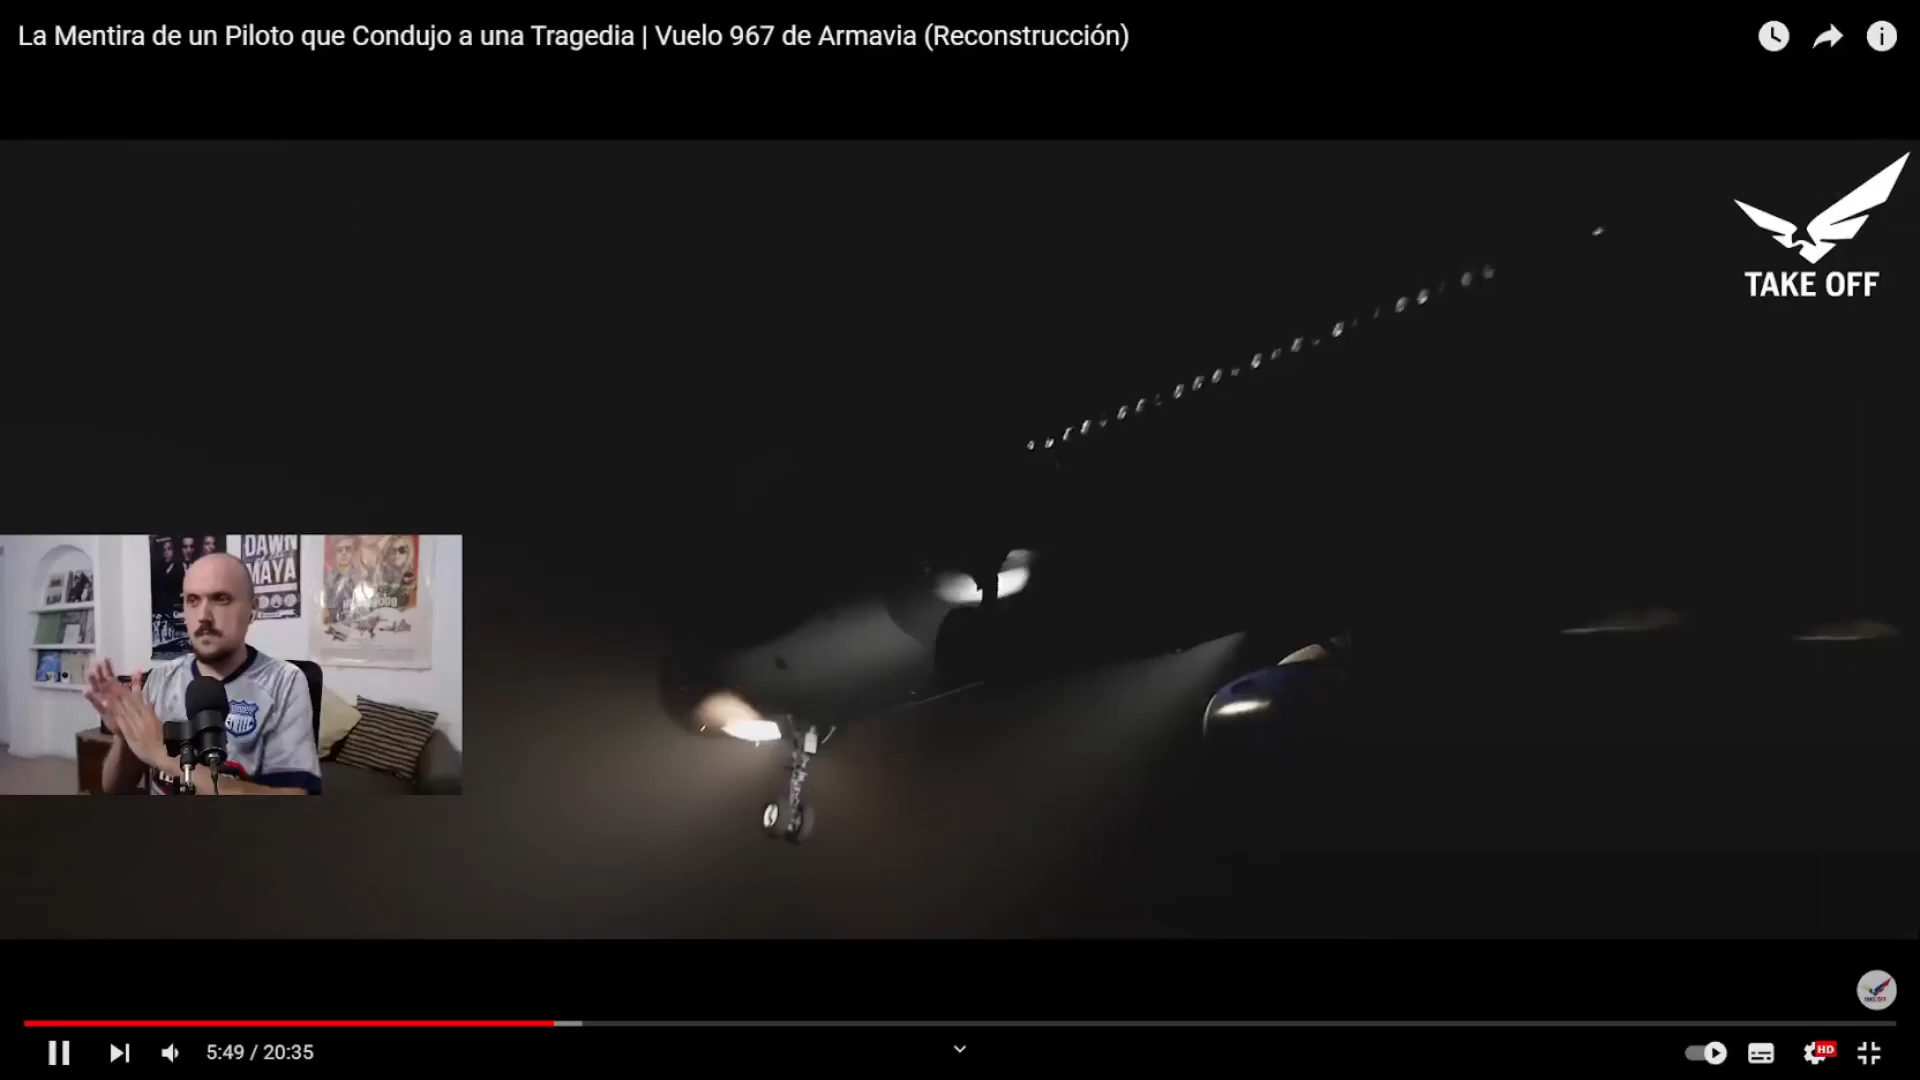 La Mentira de un Piloto que Condujo a una Tragedia | Vuelo 967 de Armavia (Reconstrucción)
TAKE OFF
DAWN
MAYA
5:49 / 20:35
HD